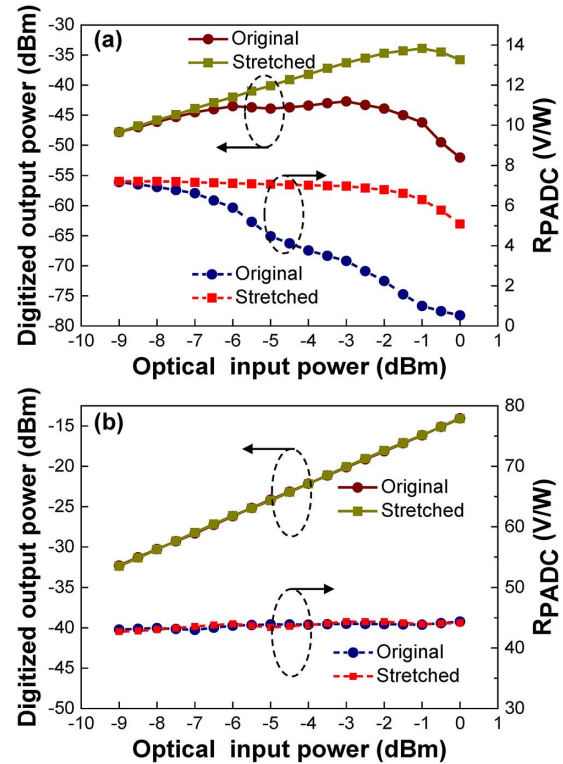 (a)
Digitized output power (dBm)
-30
-35
-40
-45
-50
-55
-60
-65
-70
-75
-80
Original
Stretched
Original
Stretched
14
12
10
8
6
4
2
0
RPADC (V/W)
-10 -9 -8 -7 -6 -5 -4 -3 -2 -1 0 1
Optical input power (dBm)
(b)
Digitized output power (dBm)
-15
-20
-25
-30
-35
-40
-45
-50
Original
Stretched
Original
Stretched
80
70
60
50
40
30
RPADC (V/W)
-10 -9 -8 -7 -6 -5 -4 -3 -2 -1 0 1
Optical input power (dBm)